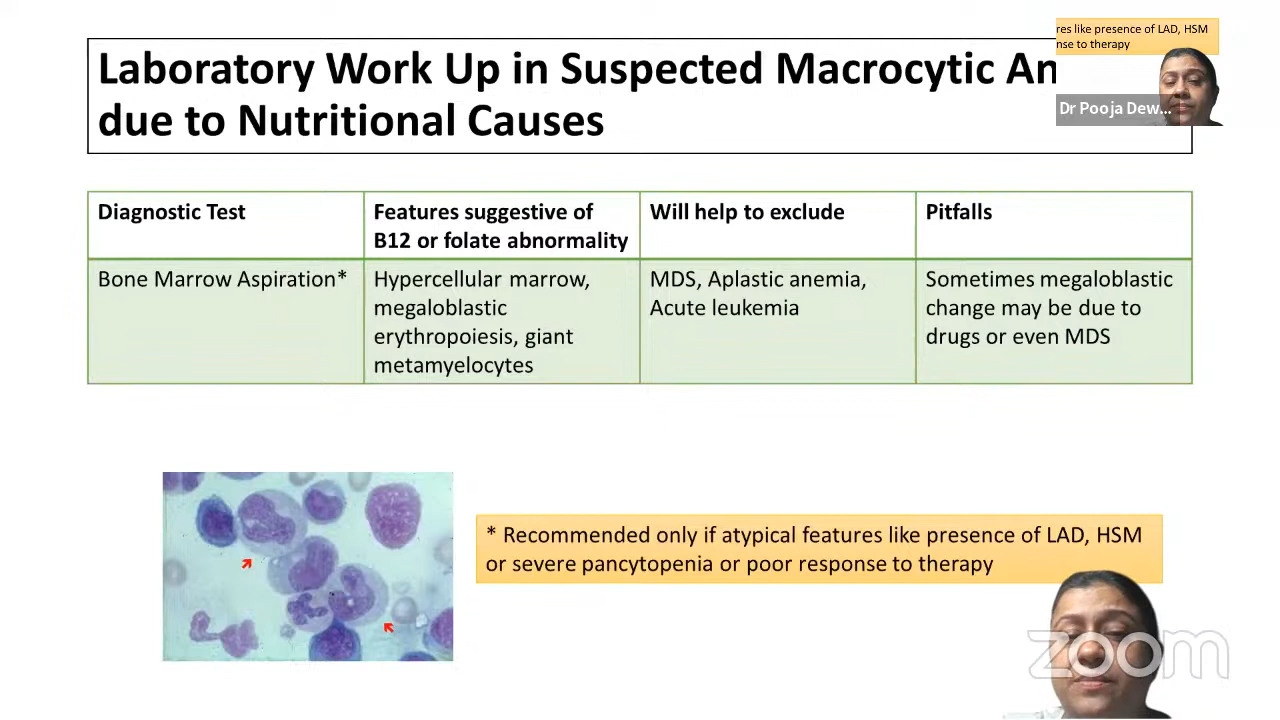 Laboratory Work Up in Suspected Macrocytic An
due to Nutritional Causes
res like presence of LAD, HSM
nse to therapy
Dr Pooja Dew...
Diagnostic Test
Features suggestive of
B12 or folate abnormality
Will help to exclude
Pitfalls
Bone Marrow Aspiration*
Hypercellular marrow,
megaloblastic
erythropoiesis, giant
metamyelocytes
MDS, Aplastic anemia,
Acute leukemia
Sometimes megaloblastic
change may be due to
drugs or even MDS
* Recommended only if atypical features like presence of LAD, HSM
or severe pancytopenia or poor response to therapy
zoom